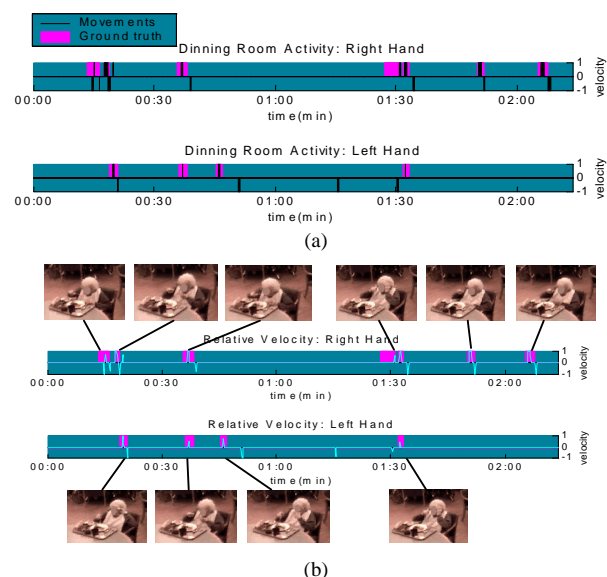 Movements
Ground truth
Dinning Room Activity: Right Hand
1
0
-1
velocity
00:00 00:30 01:00 01:30 02:00
time(min)
Dinning Room Activity: Left Hand
1
0
-1
velocity
00:00 00:30 01:00 01:30 02:00
time(min)
(a)
Relative Velocity: Right Hand
1
0
-1
velocity
00:00 00:30 01:00 01:30 02:00
time(min)
Relative Velocity: Left Hand
1
0
-1
velocity
00:00 00:30 01:00 01:30 02:00
time(min)
(b)